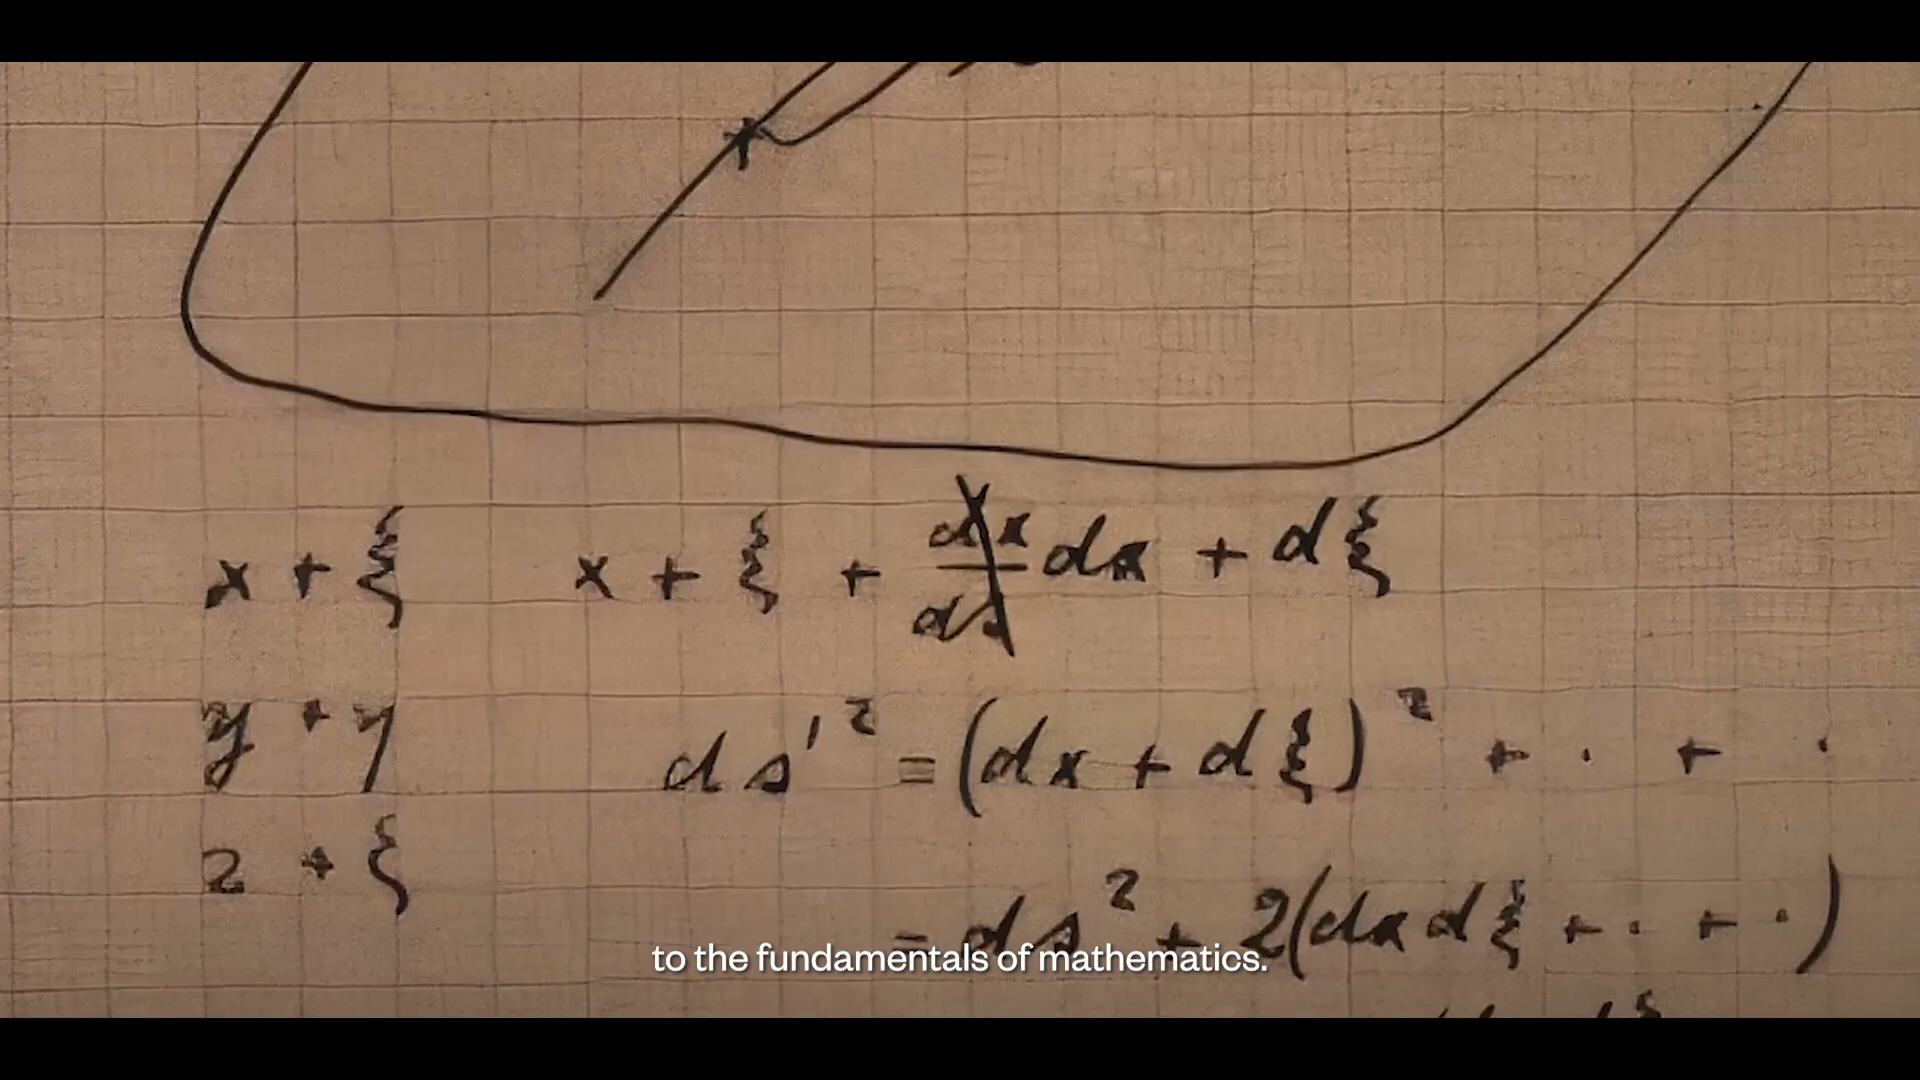 x + ξ    x + ξ + dx/ds dx + dξ
y + η    ds'² = (dx + dξ)² + · + ·
z + ζ
= ds² + 2(dx dξ + · + ·)
to the fundamentals of mathematics.